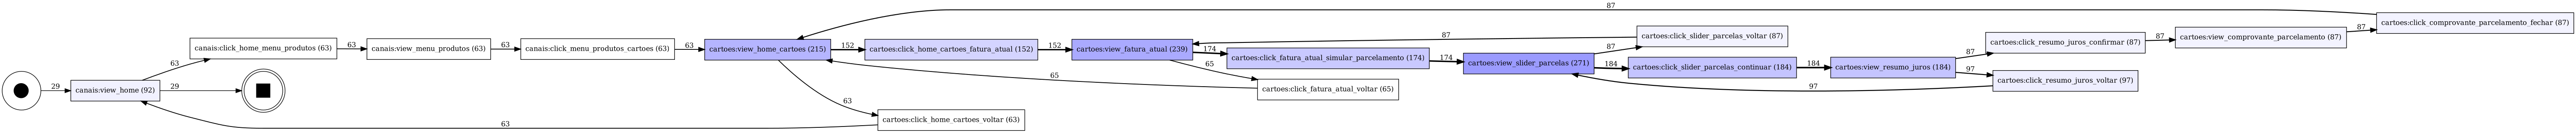 87
cartoes:click_comprovante_parcelamento_fechar (87)
87
cartoes:click_slider_parcelas_voltar (87)
87
cartoes:view_comprovante_parcelamento (87)
87
cartoes:click_resumo_juros_confirmar (87)
87
63
canais:click_home_menu_produtos (63)
63
canais:view_menu_produtos (63)
63
canais:click_menu_produtos_cartoes (63)
63
cartoes:view_home_cartoes (215)
152
cartoes:click_home_cartoes_fatura_atual (152)
152
cartoes:view_fatura_atual (239)
174
cartoes:click_fatura_atual_simular_parcelamento (174)
174
cartoes:view_slider_parcelas (271)
87
184
cartoes:click_slider_parcelas_continuar (184)
184
cartoes:view_resumo_juros (184)
97
cartoes:click_resumo_juros_voltar (97)
97
65
cartoes:click_fatura_atual_voltar (65)
65
29
canais:view_home (92)
29
63
cartoes:click_home_cartoes_voltar (63)
63